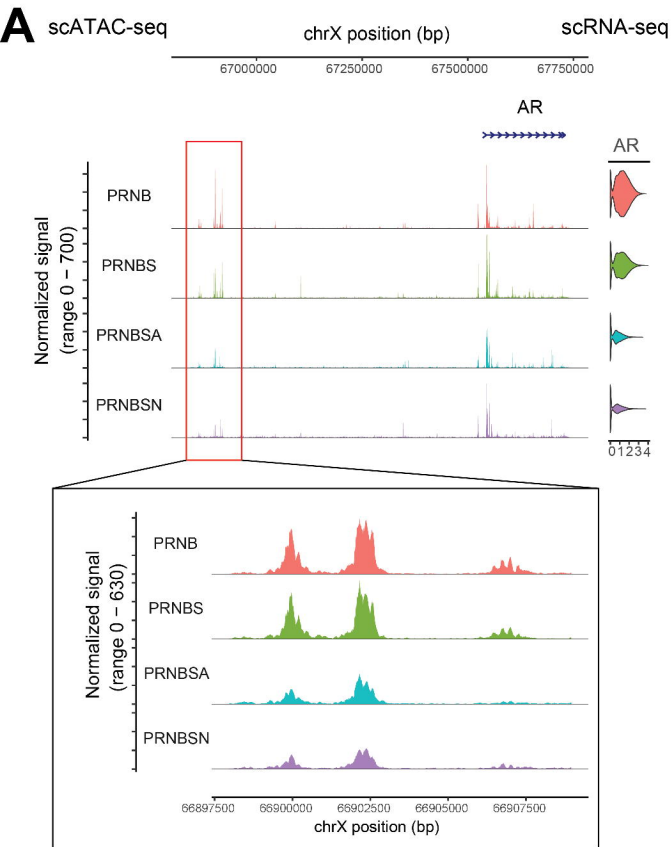 A
scATAC-seq
chrX position (bp)
scRNA-seq
67000000 67250000 67500000 67750000
AR
AR
Normalized signal
(range 0 – 700)
PRNB
PRNBS
PRNBSA
PRNBSN
01234
Normalized signal
(range 0 – 630)
PRNB
PRNBS
PRNBSA
PRNBSN
66897500 66900000 66902500 66905000 66907500
chrX position (bp)